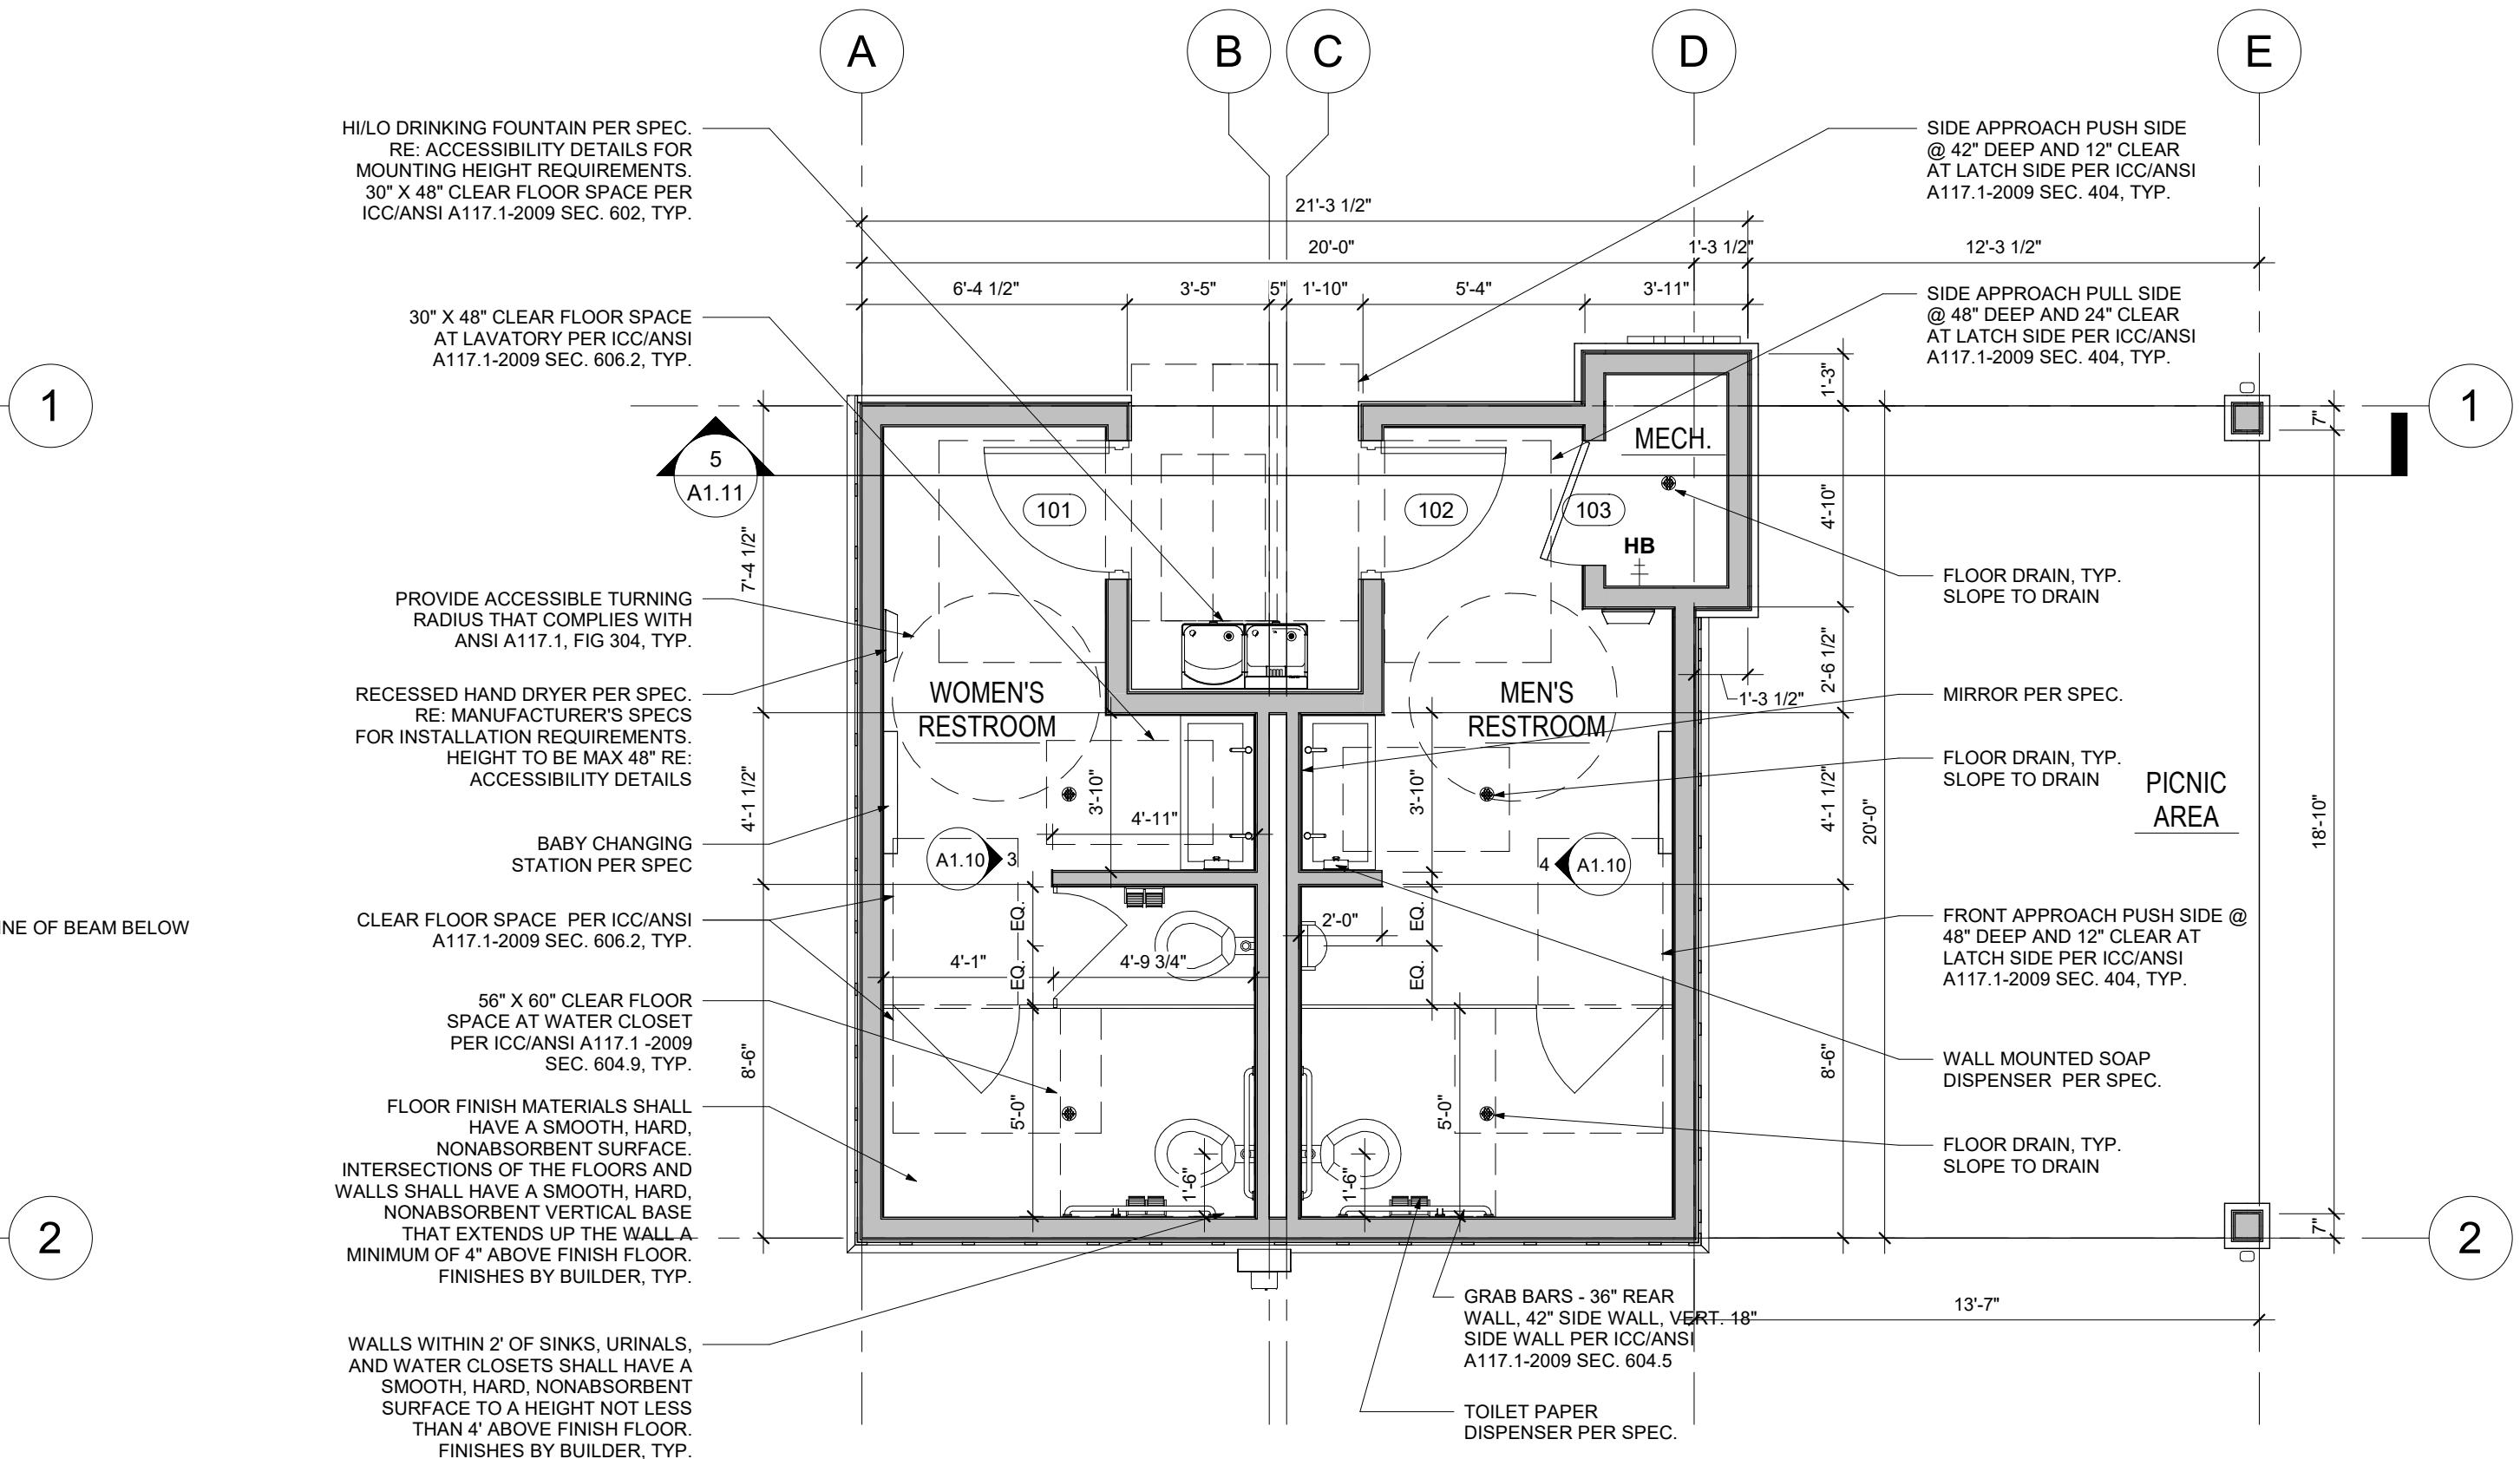 A
B
C
D
E
HI/LO DRINKING FOUNTAIN PER SPEC.
RE: ACCESSIBILITY DETAILS FOR
MOUNTING HEIGHT REQUIREMENTS.
30" X 48" CLEAR FLOOR SPACE PER
ICC/ANSI A117.1-2009 SEC. 602, TYP.
SIDE APPROACH PUSH SIDE
@ 42" DEEP AND 12" CLEAR
AT LATCH SIDE PER ICC/ANSI
A117.1-2009 SEC. 404, TYP.
21'-3 1/2"
20'-0"
1'-3 1/2"
12'-3 1/2"
6'-4 1/2"
3'-5"
5"
1'-10"
5'-4"
3'-11"
30" X 48" CLEAR FLOOR SPACE
AT LAVATORY PER ICC/ANSI
A117.1-2009 SEC. 606.2, TYP.
SIDE APPROACH PULL SIDE
@ 48" DEEP AND 24" CLEAR
AT LATCH SIDE PER ICC/ANSI
A117.1-2009 SEC. 404, TYP.
1
1'-3"
7"
1
5
A1.11
MECH.
101
102
103
HB
4'-10"
7'-4 1/2"
FLOOR DRAIN, TYP.
SLOPE TO DRAIN
PROVIDE ACCESSIBLE TURNING
RADIUS THAT COMPLIES WITH
ANSI A117.1, FIG 304, TYP.
2'-6 1/2"
1'-3 1/2"
RECESSED HAND DRYER PER SPEC.
RE: MANUFACTURER'S SPECS
FOR INSTALLATION REQUIREMENTS.
HEIGHT TO BE MAX 48" RE:
ACCESSIBILITY DETAILS
WOMEN'S
RESTROOM
MEN'S
RESTROOM
MIRROR PER SPEC.
FLOOR DRAIN, TYP.
SLOPE TO DRAIN
PICNIC
AREA
4'-1 1/2"
3'-10"
4'-11"
3'-10"
4'-1 1/2"
20'-0"
18'-10"
BABY CHANGING
STATION PER SPEC
A1.10
3
4
A1.10
INE OF BEAM BELOW
CLEAR FLOOR SPACE PER ICC/ANSI
A117.1-2009 SEC. 606.2, TYP.
EQ.
EQ.
2'-0"
EQ.
EQ.
4'-1"
4'-9 3/4"
FRONT APPROACH PUSH SIDE @
48" DEEP AND 12" CLEAR AT
LATCH SIDE PER ICC/ANSI
A117.1-2009 SEC. 404, TYP.
56" X 60" CLEAR FLOOR
SPACE AT WATER CLOSET
PER ICC/ANSI A117.1 -2009
SEC. 604.9, TYP.
8'-6"
5'-0"
5'-0"
8'-6"
WALL MOUNTED SOAP
DISPENSER PER SPEC.
FLOOR FINISH MATERIALS SHALL
HAVE A SMOOTH, HARD,
NONABSORBENT SURFACE.
INTERSECTIONS OF THE FLOORS AND
WALLS SHALL HAVE A SMOOTH, HARD,
NONABSORBENT VERTICAL BASE
THAT EXTENDS UP THE WALL A
MINIMUM OF 4" ABOVE FINISH FLOOR.
FINISHES BY BUILDER, TYP.
1'-6"
1'-6"
FLOOR DRAIN, TYP.
SLOPE TO DRAIN
2
7"
2
WALLS WITHIN 2' OF SINKS, URINALS,
AND WATER CLOSETS SHALL HAVE A
SMOOTH, HARD, NONABSORBENT
SURFACE TO A HEIGHT NOT LESS
THAN 4' ABOVE FINISH FLOOR.
FINISHES BY BUILDER, TYP.
GRAB BARS - 36" REAR
WALL, 42" SIDE WALL, VERT. 18"
SIDE WALL PER ICC/ANSI
A117.1-2009 SEC. 604.5
13'-7"
TOILET PAPER
DISPENSER PER SPEC.